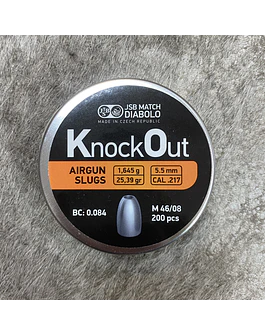 JSB MATCH
DIABOLO
MADE IN CZECH REPUBLIC
KnockOut
AIRGUN
SLUGS
1,645 g
25,39 gr
5.5 mm
CAL .217
BC: 0.084
M 46/08
200 pcs